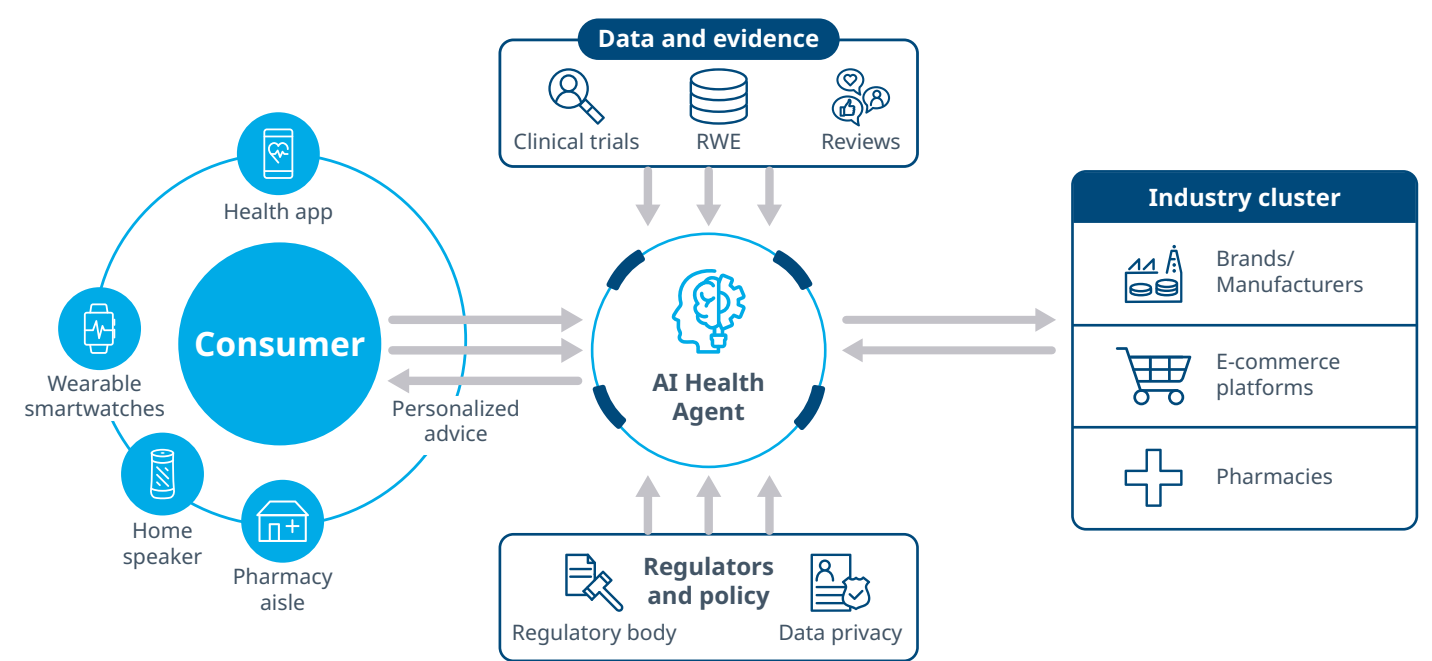 Data and evidence
Clinical trials
RWE
Reviews
Health app
Consumer
Wearable
smartwatches
Home
speaker
Pharmacy
aisle
Personalized
advice
AI Health
Agent
Regulators
and policy
Regulatory body
Data privacy
Industry cluster
Brands/
Manufacturers
E-commerce
platforms
Pharmacies